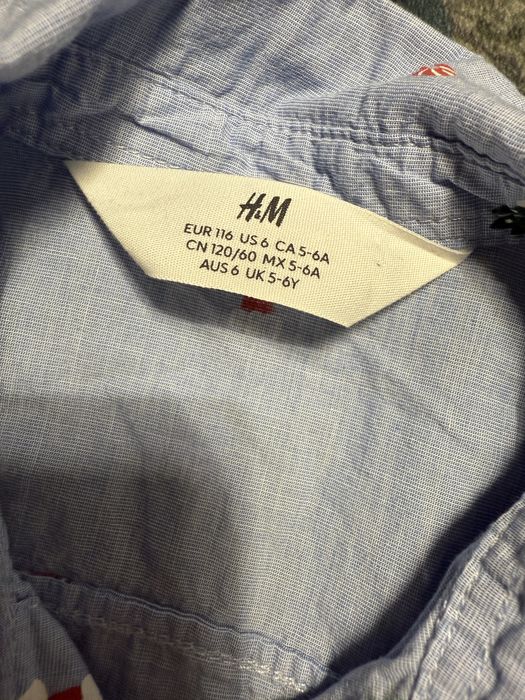 H&M
EUR 116 US 6 CA 5-6A
CN 120/60 MX 5-6A
AUS 6 UK 5-6Y